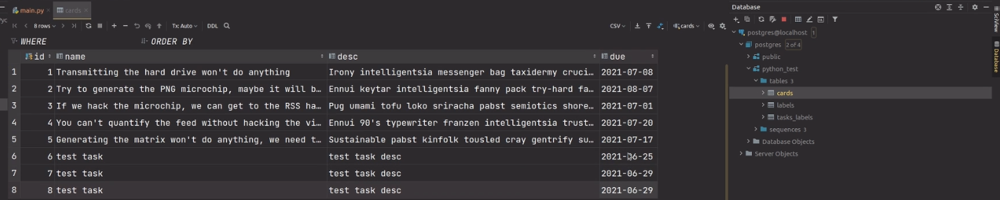 main.py
cards
Database
8 rows
Tx: Auto
DDL
CSV
cards
WHERE
ORDER BY
id name desc due
1 1 Transmitting the hard drive won't do anything Irony intelligentsia messenger bag taxidermy cruci… 2021-07-08
2 2 Try to generate the PNG microchip, maybe it will b… Ennui keytar intelligentsia fanny pack try-hard fa… 2021-08-07
3 3 If we hack the microchip, we can get to the RSS ha… Pug umami tofu loko sriracha pabst semiotics shore… 2021-07-01
4 4 You can't quantify the feed without hacking the vi… Ennui 90's typewriter franzen intelligentsia trust… 2021-07-20
5 5 Generating the matrix won't do anything, we need t… Sustainable pabst kinfolk tousled cray gentrify su… 2021-07-17
6 6 test task test task desc 2021-06-25
7 7 test task test task desc 2021-06-29
8 8 test task test task desc 2021-06-29
postgres@localhost 1
postgres 2 of 4
public
python_test
tables 3
cards
labels
tasks_labels
sequences 3
Database Objects
Server Objects
SciView
Database